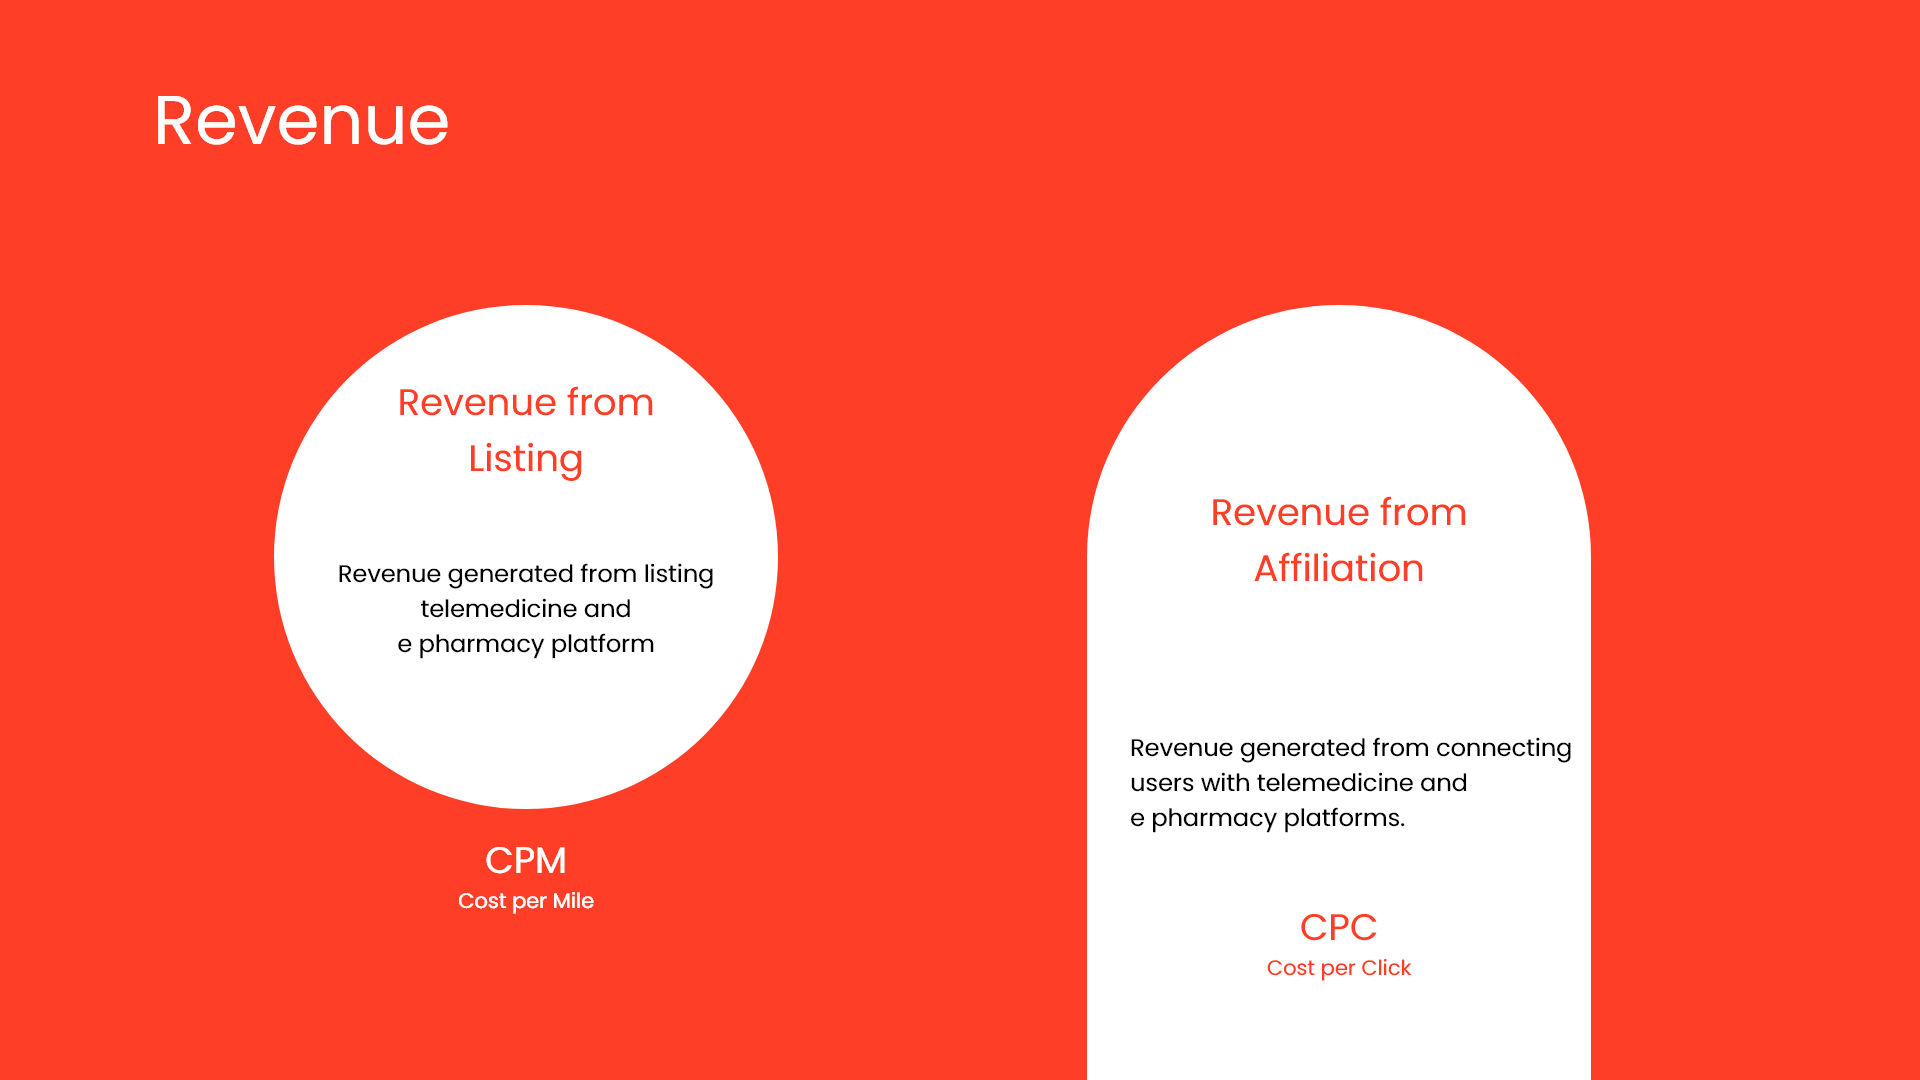 Revenue
Revenue from
Listing
Revenue generated from listing
telemedicine and
e pharmacy platform
CPM
Cost per Mile
Revenue from
Affiliation
Revenue generated from connecting
users with telemedicine and
e pharmacy platforms.
CPC
Cost per Click